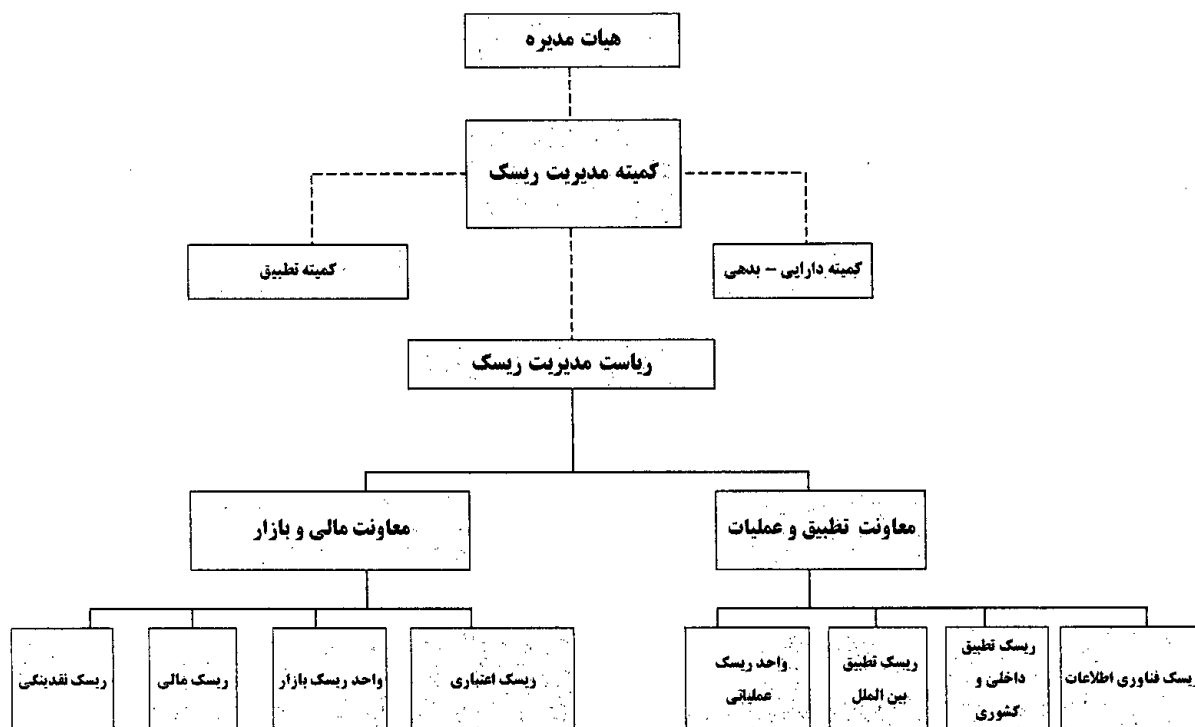 هیات مدیره
کمیته مدیریت ریسک
کمیته دارایی – بدهی
کمیته تطبیق
ریاست مدیریت ریسک
معاونت تطبیق و عملیات
معاونت مالی و بازار
ریسک فناوری اطلاعات
ریسک تطبیق
داخلی و
کشوری
ریسک تطبیق
بین الملل
واحد ریسک
عملیاتی
ریسک اعتباری
واحد ریسک بازار
ریسک مالی
ریسک نقدینگی